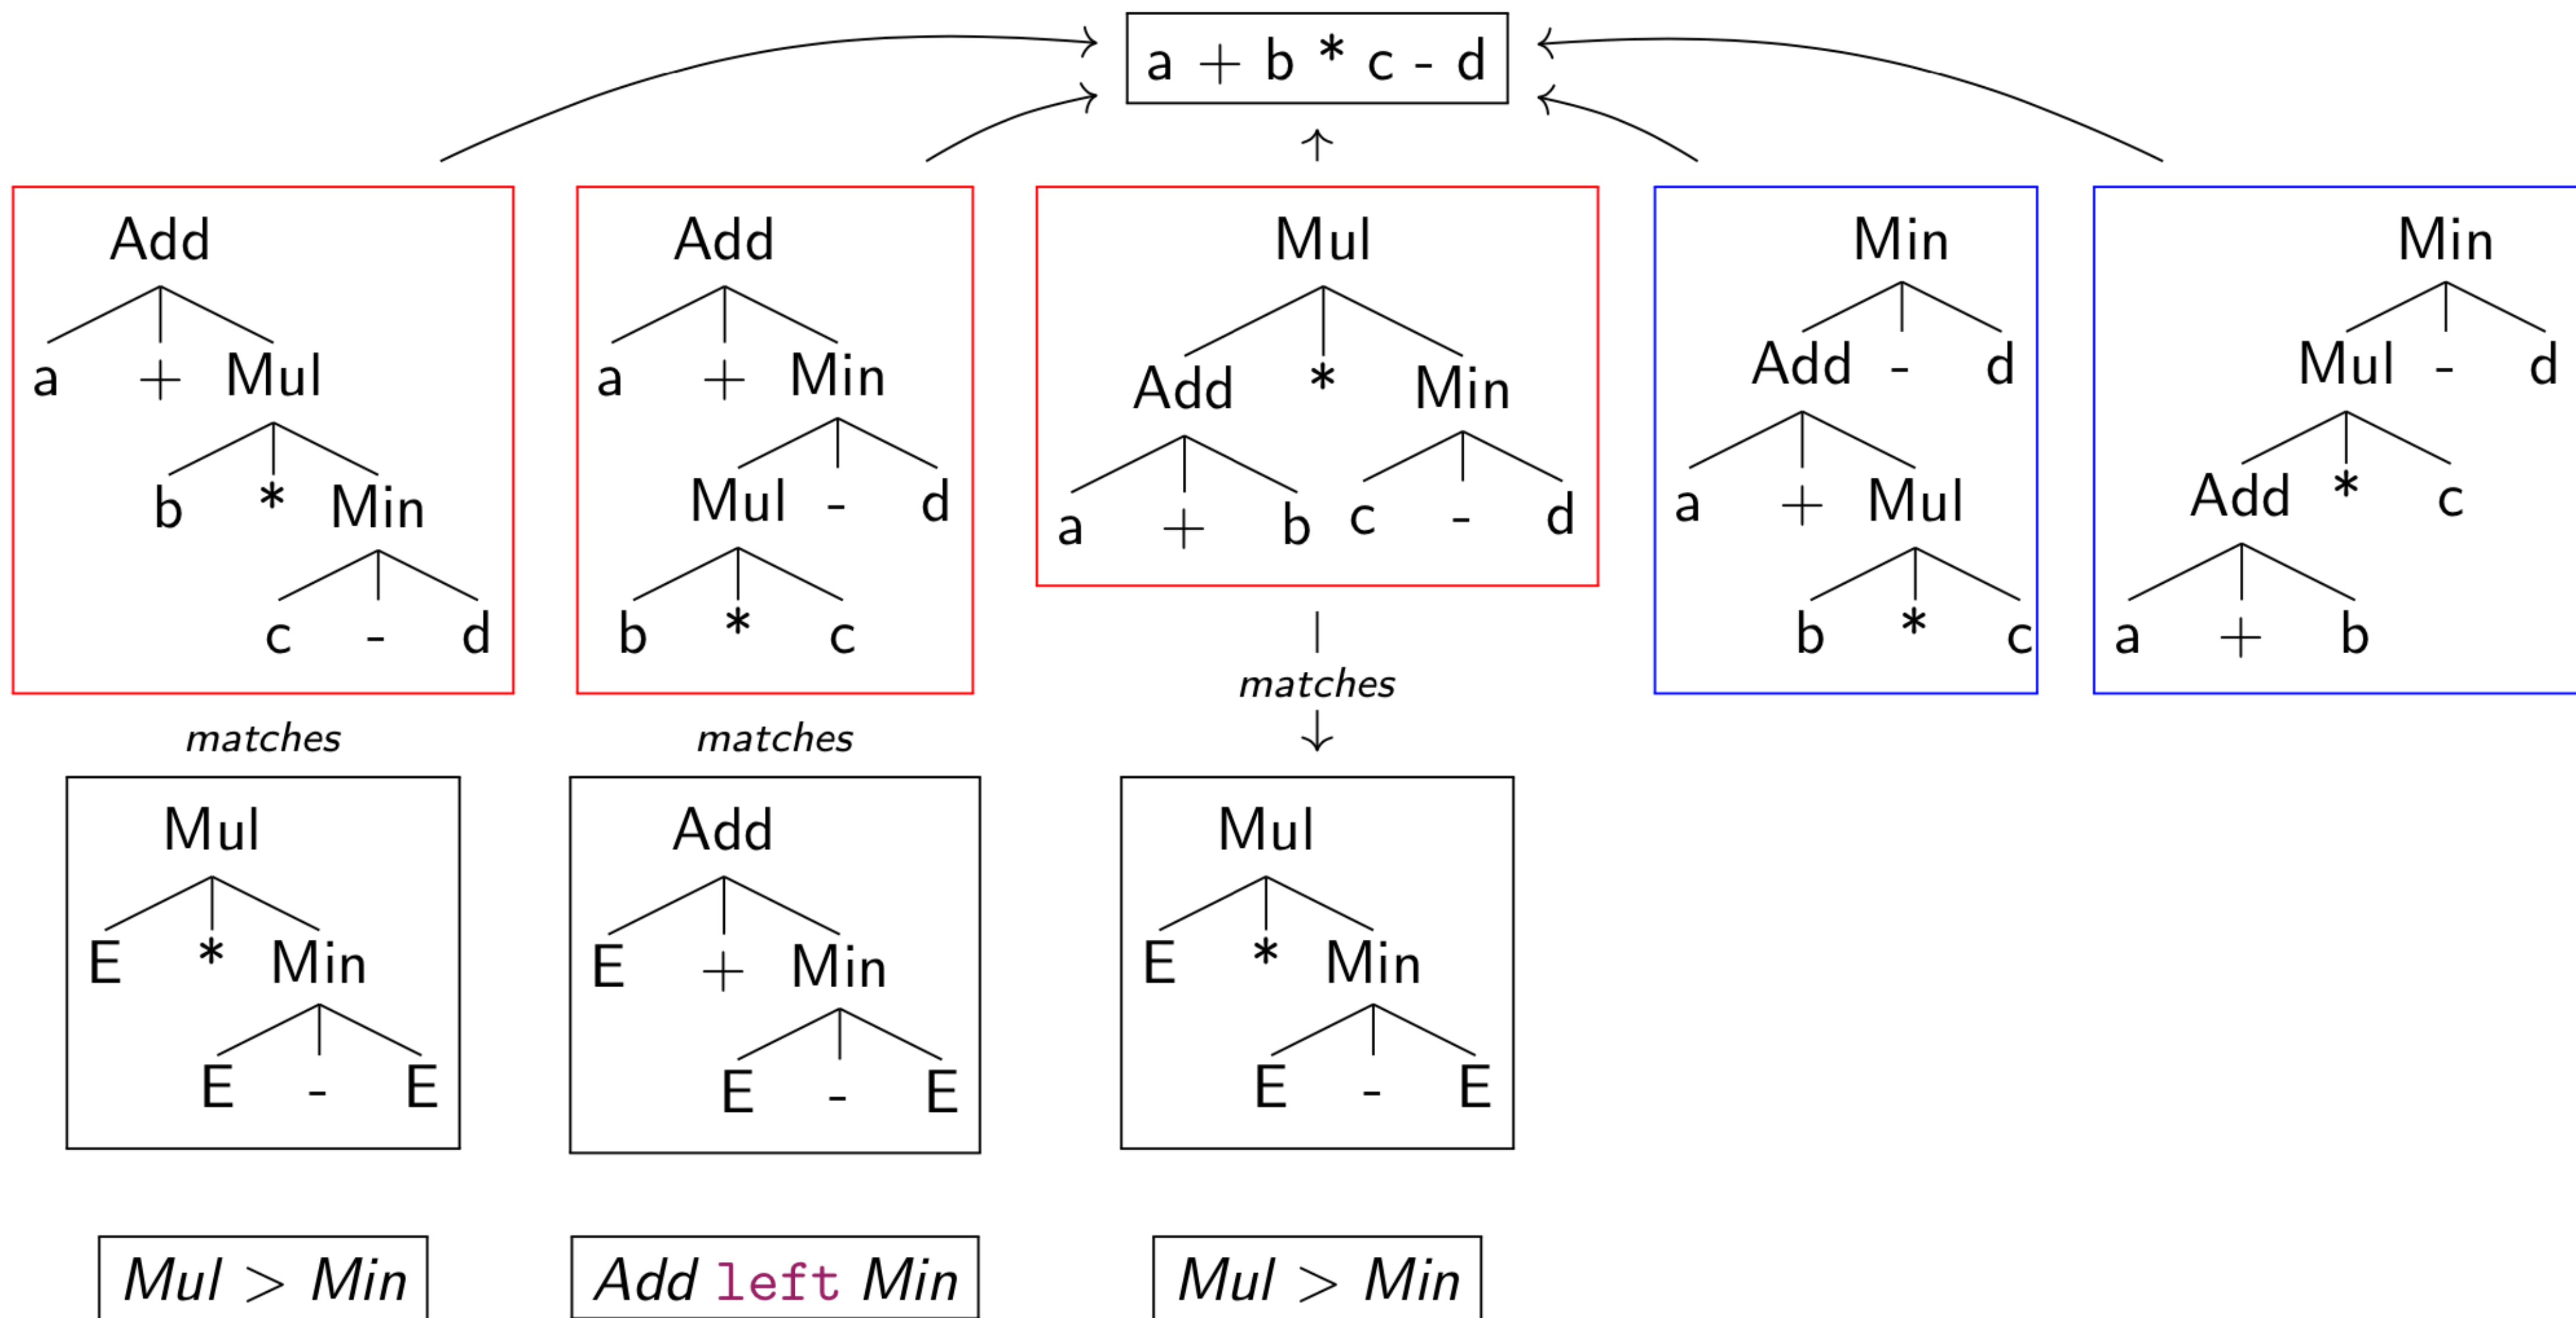 a + b * c - d
Add
a + Mul
b * Min
c - d
Add
a + Min
Mul - d
b * c
Mul
Add * Min
a + b c - d
Min
Add - d
a + Mul
b * c
Min
Mul - d
Add * c
a + b
matches
matches
matches
Mul
E * Min
E - E
Add
E + Min
E - E
Mul
E * Min
E - E
Mul > Min
Add left Min
Mul > Min